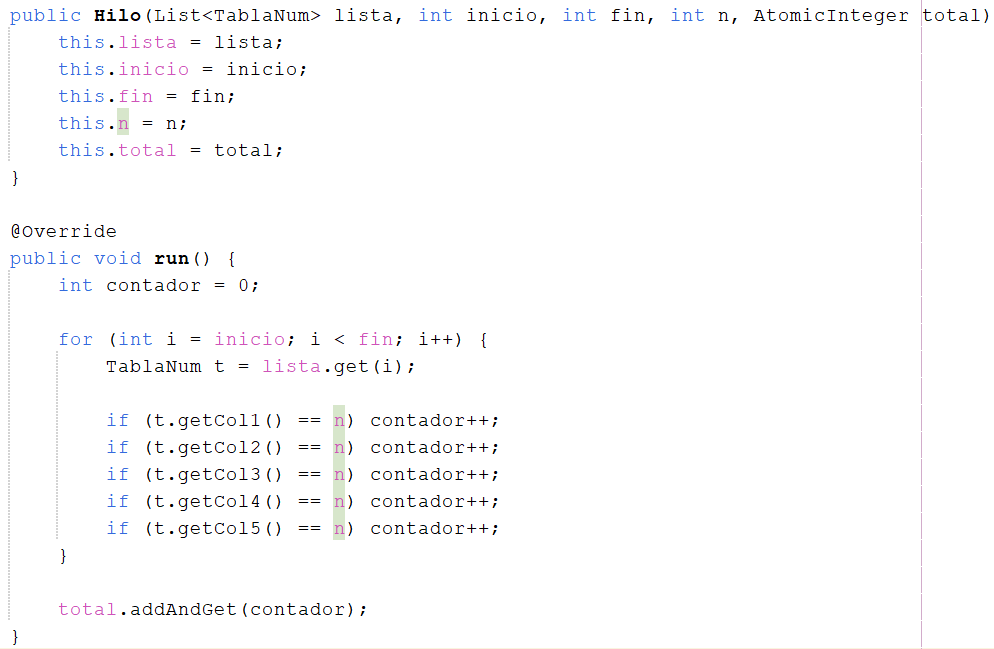 public Hilo(List<TablaNum> lista, int inicio, int fin, int n, AtomicInteger total)
    this.lista = lista;
    this.inicio = inicio;
    this.fin = fin;
    this.n = n;
    this.total = total;
}

@Override
public void run() {
    int contador = 0;

    for (int i = inicio; i < fin; i++) {
        TablaNum t = lista.get(i);

        if (t.getCol1() == n) contador++;
        if (t.getCol2() == n) contador++;
        if (t.getCol3() == n) contador++;
        if (t.getCol4() == n) contador++;
        if (t.getCol5() == n) contador++;
    }

    total.addAndGet(contador);
}